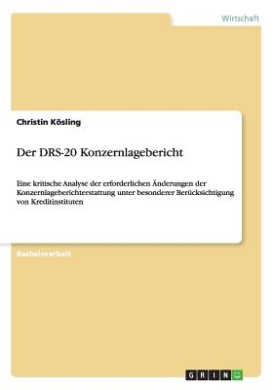 Wirtschaft
Christin Kösling
Der DRS-20 Konzernlagebericht
Eine kritische Analyse der erforderlichen Änderungen der
Konzernlageberichterstattung unter besonderer Berücksichtigung
von Kreditinstituten
Bachelorarbeit
GRIN